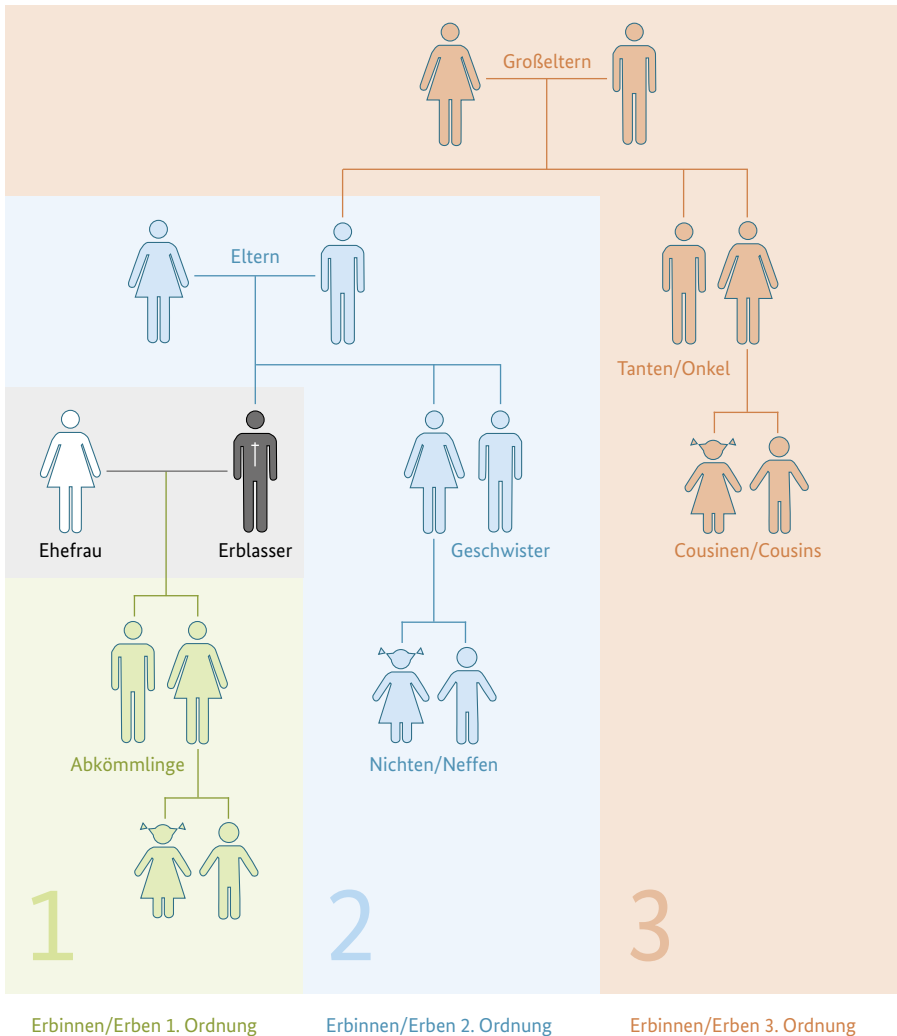 Großeltern
Eltern
Tanten/Onkel
Ehefrau
Erblasser
Geschwister
Cousinen/Cousins
Abkömmlinge
Nichten/Neffen
1
2
3
Erbinnen/Erben 1. Ordnung
Erbinnen/Erben 2. Ordnung
Erbinnen/Erben 3. Ordnung